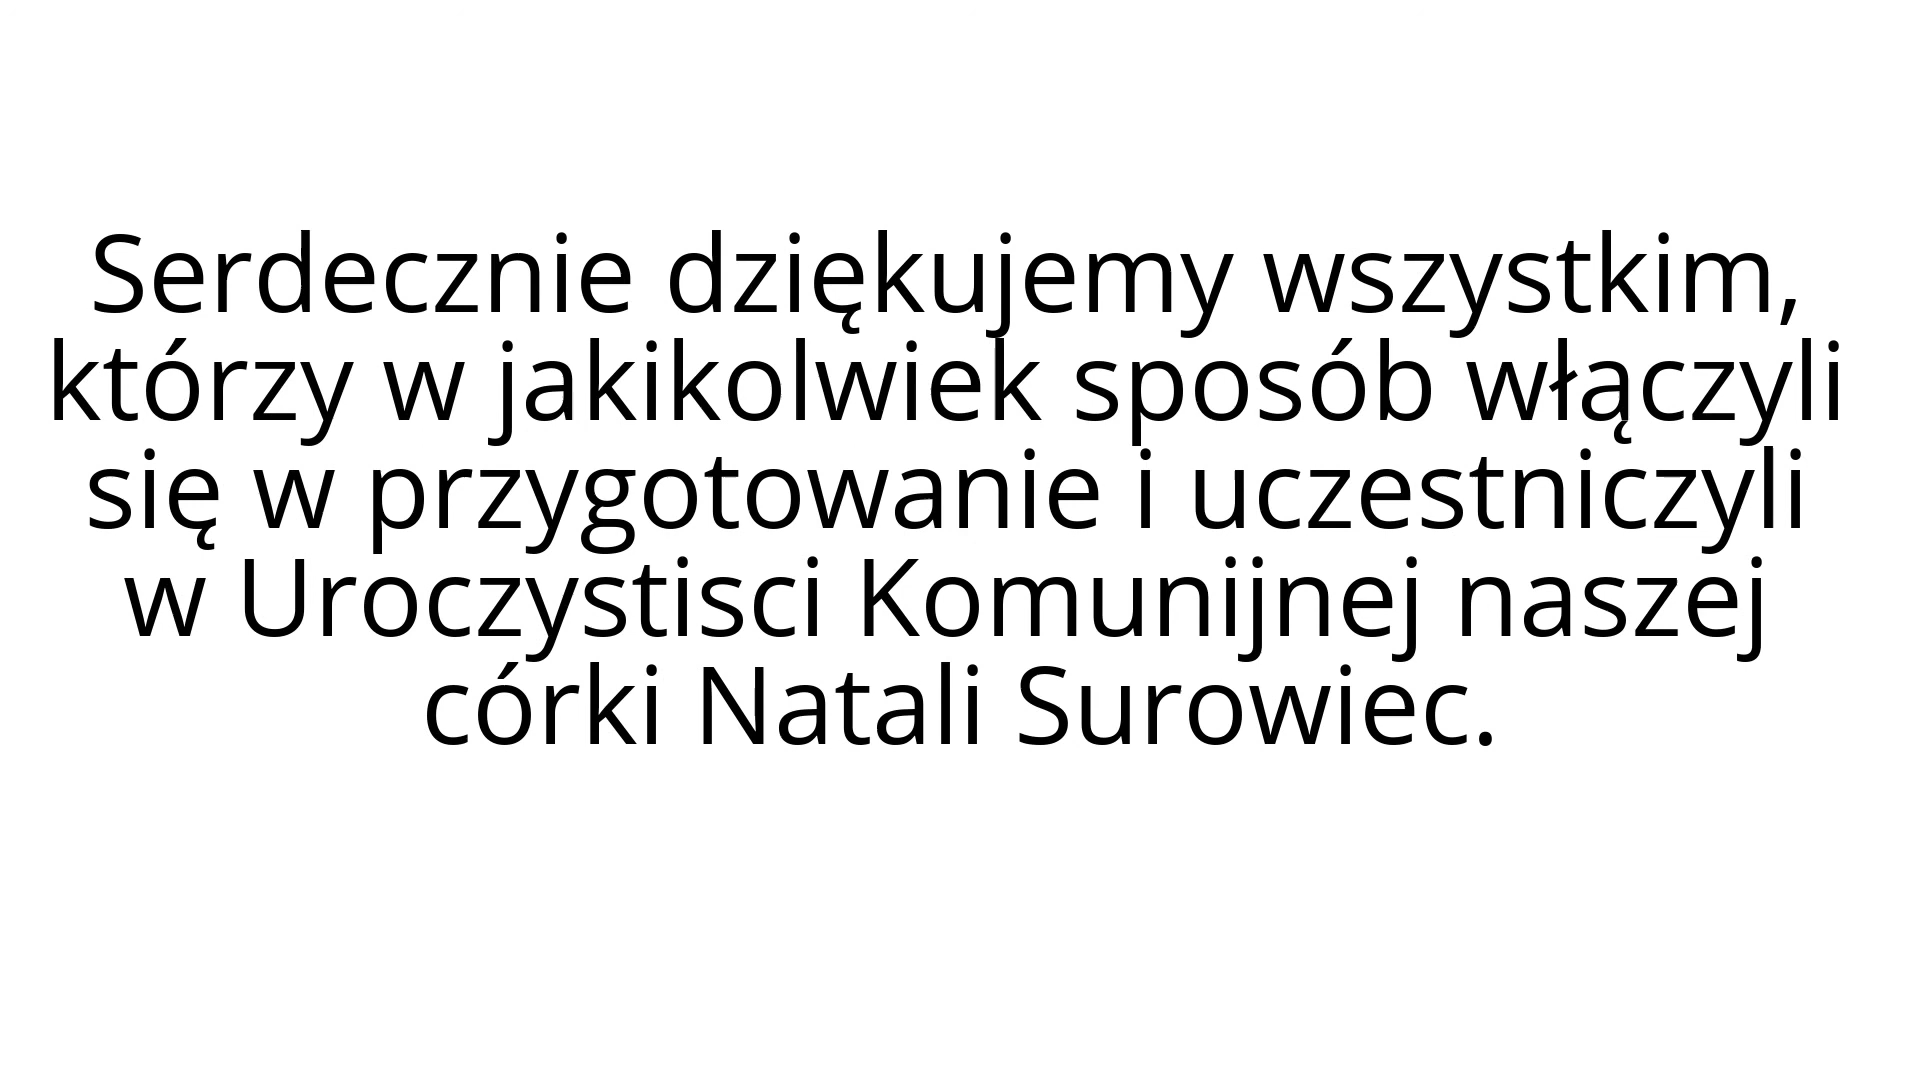 Serdecznie dziękujemy wszystkim,
którzy w jakikolwiek sposób włączyli
się w przygotowanie i uczestniczyli
w Uroczystisci Komunijnej naszej
córki Natali Surowiec.